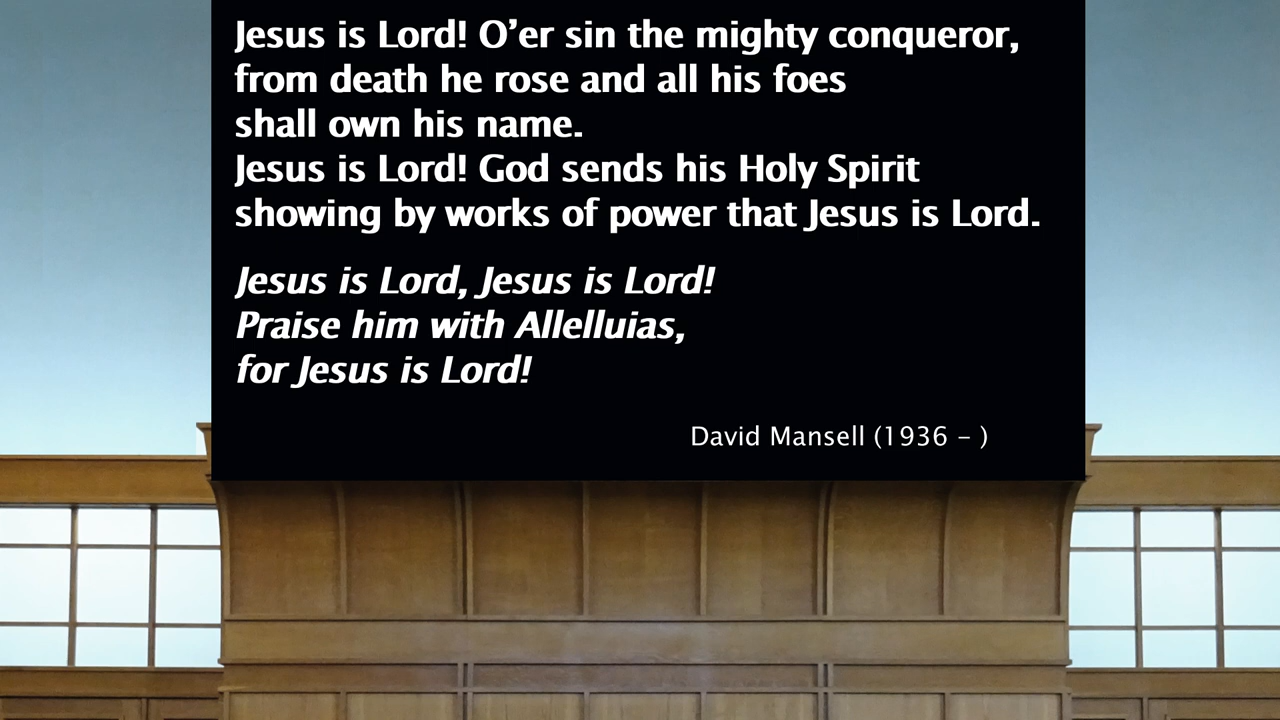 Jesus is Lord! O’er sin the mighty conqueror,
from death he rose and all his foes
shall own his name.
Jesus is Lord! God sends his Holy Spirit
showing by works of power that Jesus is Lord.
Jesus is Lord, Jesus is Lord!
Praise him with Allelluias,
for Jesus is Lord!
David Mansell (1936 – )